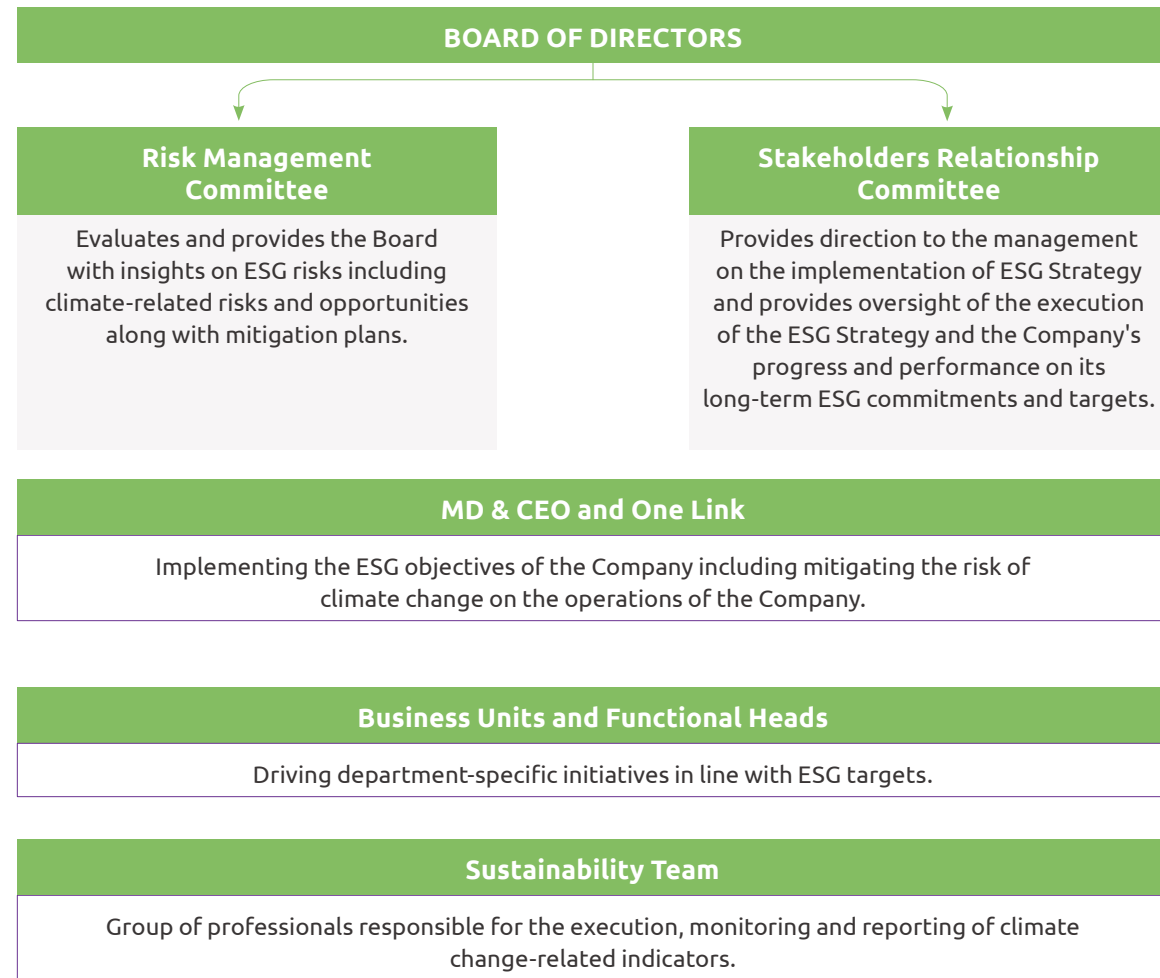 BOARD OF DIRECTORS
Risk Management
Committee
Evaluates and provides the Board
with insights on ESG risks including
climate-related risks and opportunities
along with mitigation plans.
Stakeholders Relationship
Committee
Provides direction to the management
on the implementation of ESG Strategy
and provides oversight of the execution
of the ESG Strategy and the Company's
progress and performance on its
long-term ESG commitments and targets.
MD & CEO and One Link
Implementing the ESG objectives of the Company including mitigating the risk of
climate change on the operations of the Company.
Business Units and Functional Heads
Driving department-specific initiatives in line with ESG targets.
Sustainability Team
Group of professionals responsible for the execution, monitoring and reporting of climate
change-related indicators.